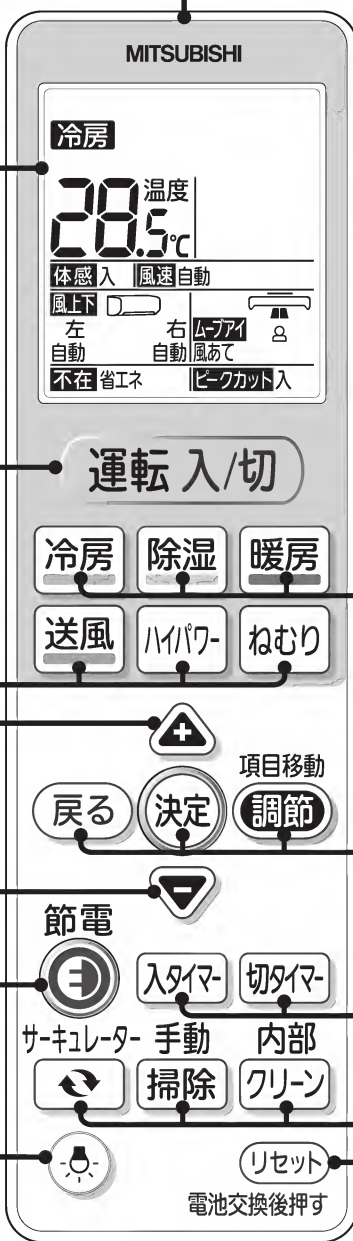 MITSUBISHI
冷房
温度
28.5℃
体感 入 風速 自動
風上下
左 右 ムーブアイ
自動 自動 風あて
不在 省エネ ピークカット 入
運転 入/切
冷房 除湿 暖房
送風 ハイパワー ねむり
+
項目移動
戻る 決定 調節
-
節電
入タイマー 切タイマー
サーキュレーター 手動 内部
掃除 クリーン
リセット
電池交換後押す